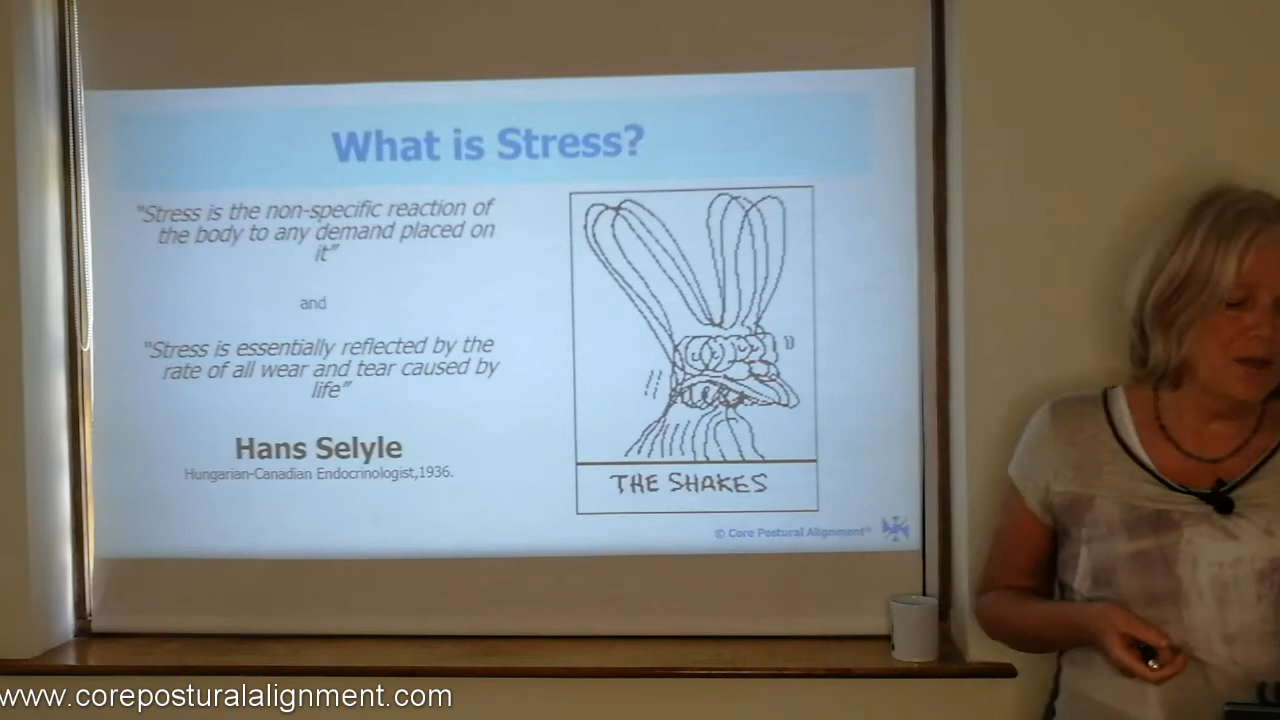 What is Stress?
"Stress is the non-specific reaction of
the body to any demand placed on
it"
and
"Stress is essentially reflected by the
rate of all wear and tear caused by
life"
Hans Selyle
Hungarian-Canadian Endocrinologist,1936.
THE SHAKES
© Core Postural Alignment®
www.coreposturalalignment.com